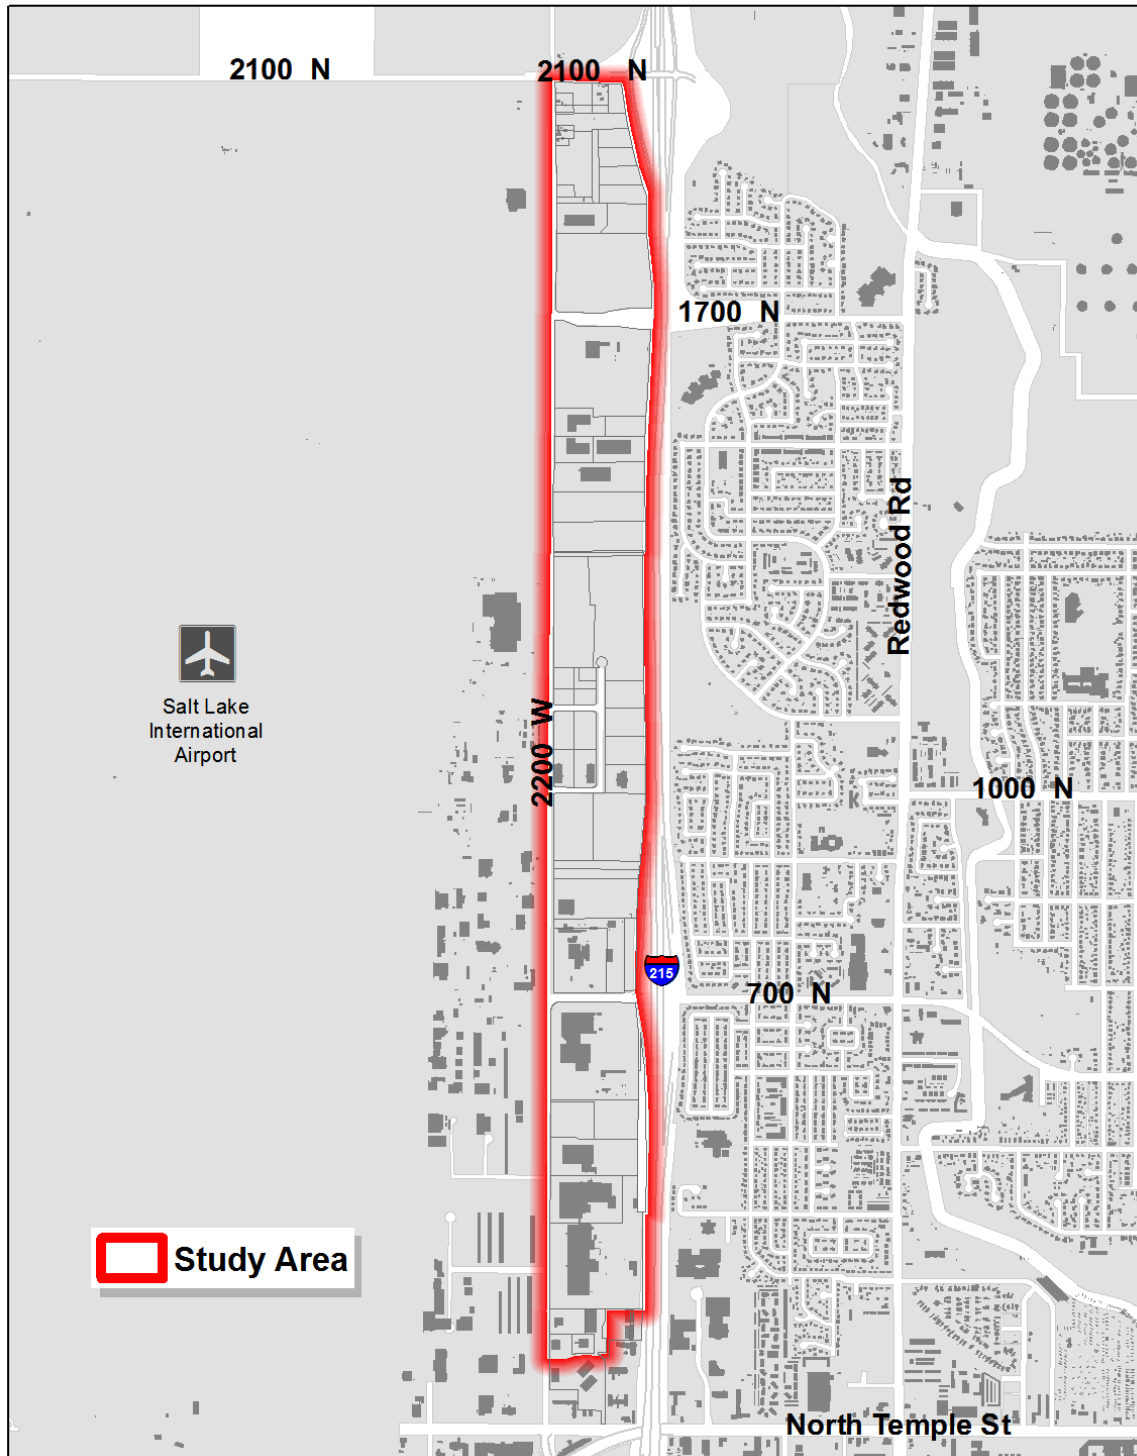 2100 N
2100 N
1700 N
Redwood Rd
Salt Lake
International
Airport
2200 W
1000 N
215
700 N
Study Area
North Temple St